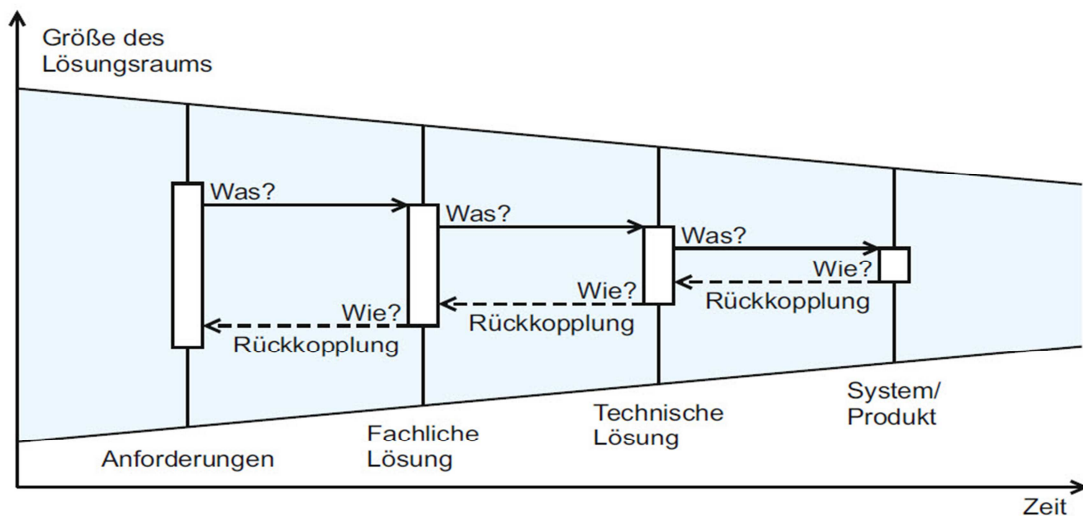 Größe des
Lösungsraums
Was?
Was?
Was?
Wie?
Rückkopplung
Wie?
Rückkopplung
Wie?
Rückkopplung
Anforderungen
Fachliche
Lösung
Technische
Lösung
System/
Produkt
Zeit